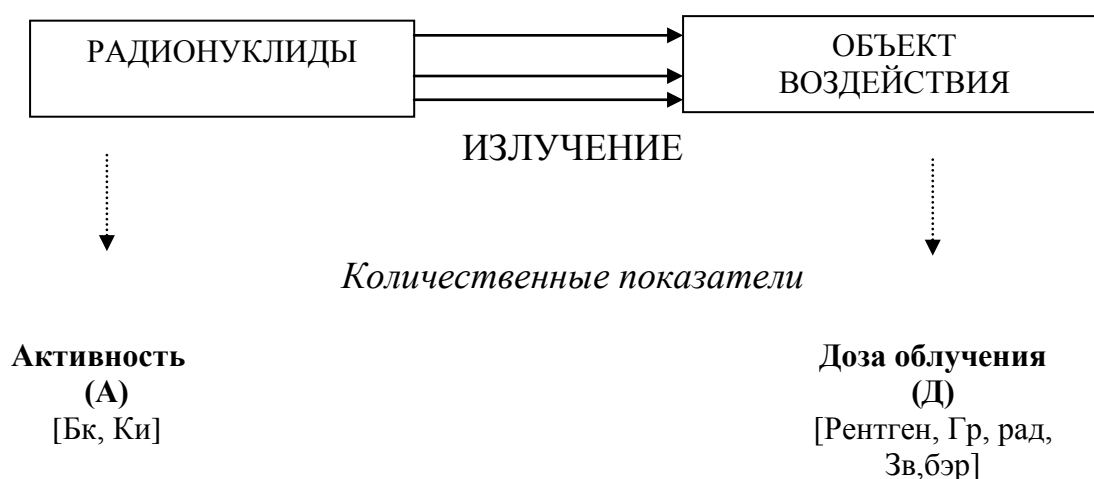 РАДИОНУКЛИДЫ
ОБЪЕКТ
ВОЗДЕЙСТВИЯ
ИЗЛУЧЕНИЕ
Количественные показатели
Активность
(А)
[Бк, Ки]
Доза облучения
(Д)
[Рентген, Гр, рад,
Зв,бэр]